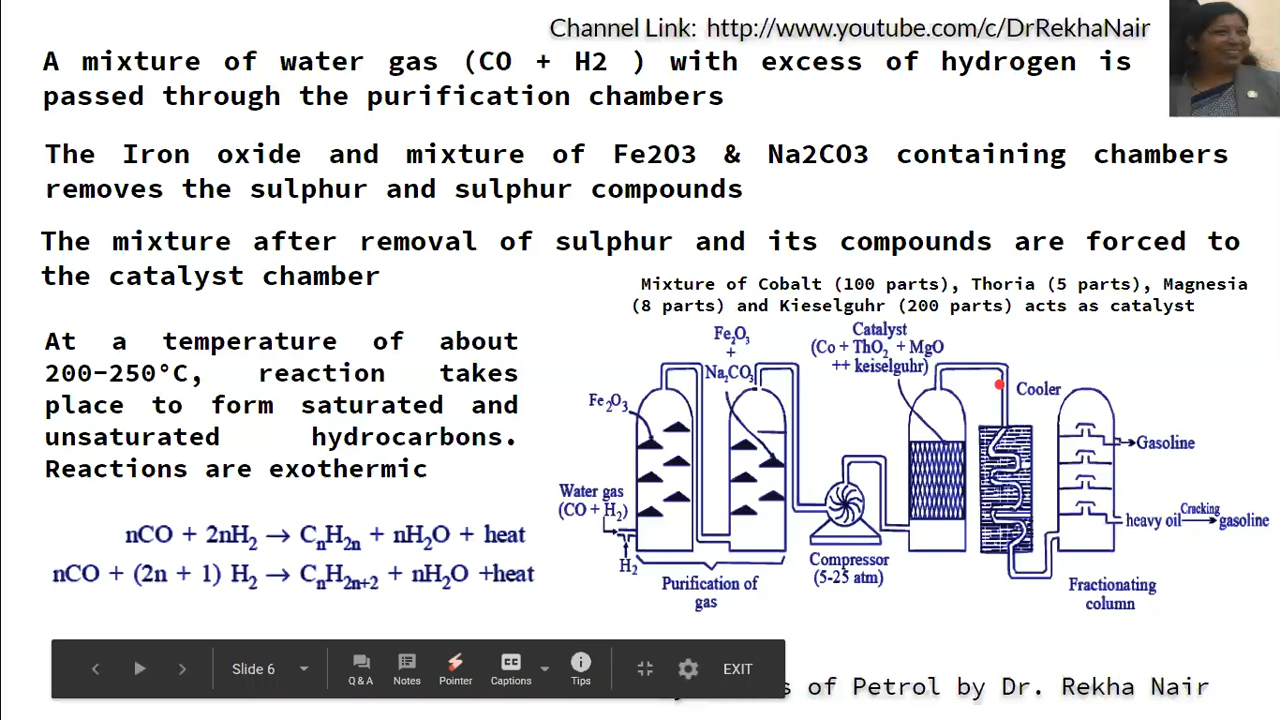 Channel Link: http://www.youtube.com/c/DrRekhaNair
A mixture of water gas (CO + H2 ) with excess of hydrogen is
passed through the purification chambers
The Iron oxide and mixture of Fe2O3 & Na2CO3 containing chambers
removes the sulphur and sulphur compounds
The mixture after removal of sulphur and its compounds are forced to
the catalyst chamber
Mixture of Cobalt (100 parts), Thoria (5 parts), Magnesia
(8 parts) and Kieselguhr (200 parts) acts as catalyst
At a temperature of about
200-250°C, reaction takes
place to form saturated and
unsaturated hydrocarbons.
Reactions are exothermic
nCO + 2nH₂ → CₙH₂ₙ + nH₂O + heat
nCO + (2n + 1) H₂ → CₙH₂ₙ₊₂ + nH₂O +heat
Fe₂O₃
+
Na₂CO₃
Fe₂O₃
Catalyst
(Co + ThO₂ + MgO
++ keiselguhr)
Cooler
Gasoline
Water gas
(CO + H₂)
H₂
Purification of
gas
Compressor
(5-25 atm)
heavy oil Cracking gasoline
Fractionating
column
Slide 6
Q & A
Notes
Pointer
Captions
Tips
EXIT
of Petrol by Dr. Rekha Nair